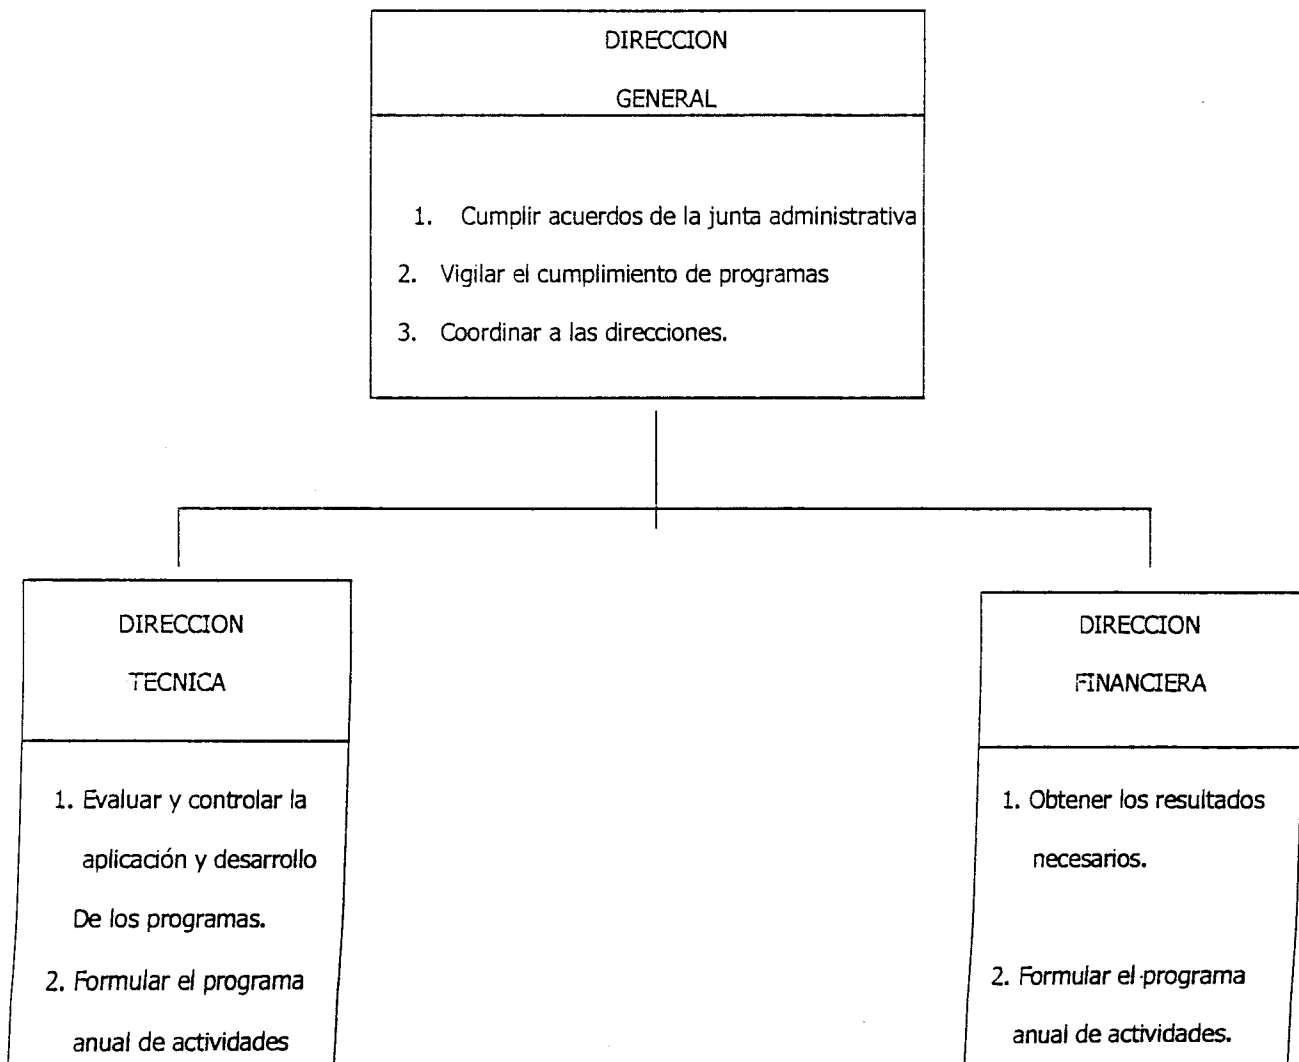 DIRECCION
GENERAL
1. Cumplir acuerdos de la junta administrativa
2. Vigilar el cumplimiento de programas
3. Coordinar a las direcciones.
DIRECCION
TECNICA
1. Evaluar y controlar la
aplicación y desarrollo
De los programas.
2. Formular el programa
anual de actividades
DIRECCION
FINANCIERA
1. Obtener los resultados
necesarios.
2. Formular el programa
anual de actividades.